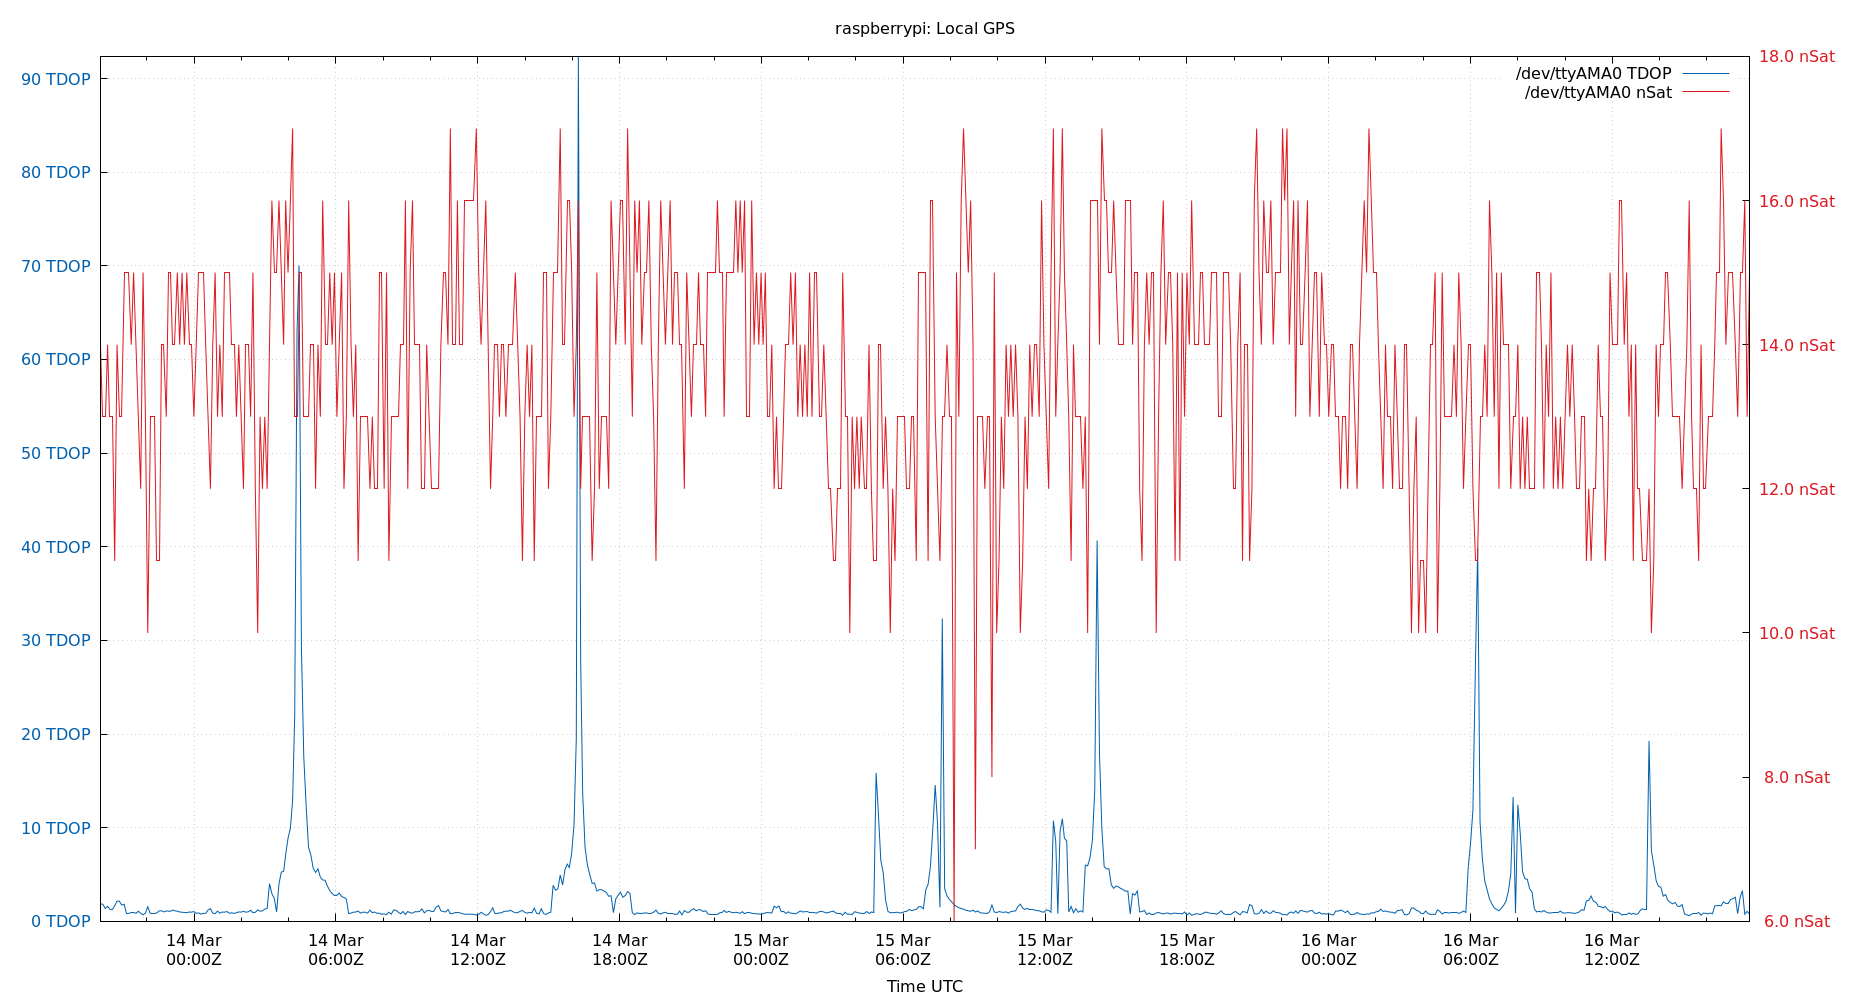 raspberrypi: Local GPS
/dev/ttyAMA0 TDOP
/dev/ttyAMA0 nSat
90 TDOP
80 TDOP
70 TDOP
60 TDOP
50 TDOP
40 TDOP
30 TDOP
20 TDOP
10 TDOP
0 TDOP
18.0 nSat
16.0 nSat
14.0 nSat
12.0 nSat
10.0 nSat
8.0 nSat
6.0 nSat
14 Mar 14 Mar 14 Mar 14 Mar 15 Mar 15 Mar 15 Mar 15 Mar 16 Mar 16 Mar 16 Mar
00:00Z 06:00Z 12:00Z 18:00Z 00:00Z 06:00Z 12:00Z 18:00Z 00:00Z 06:00Z 12:00Z
Time UTC